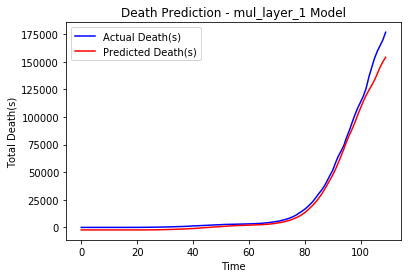 Death Prediction - mul_layer_1 Model
Actual Death(s)
Predicted Death(s)
Total Death(s)
175000
150000
125000
100000
75000
50000
25000
0
0 20 40 60 80 100
Time